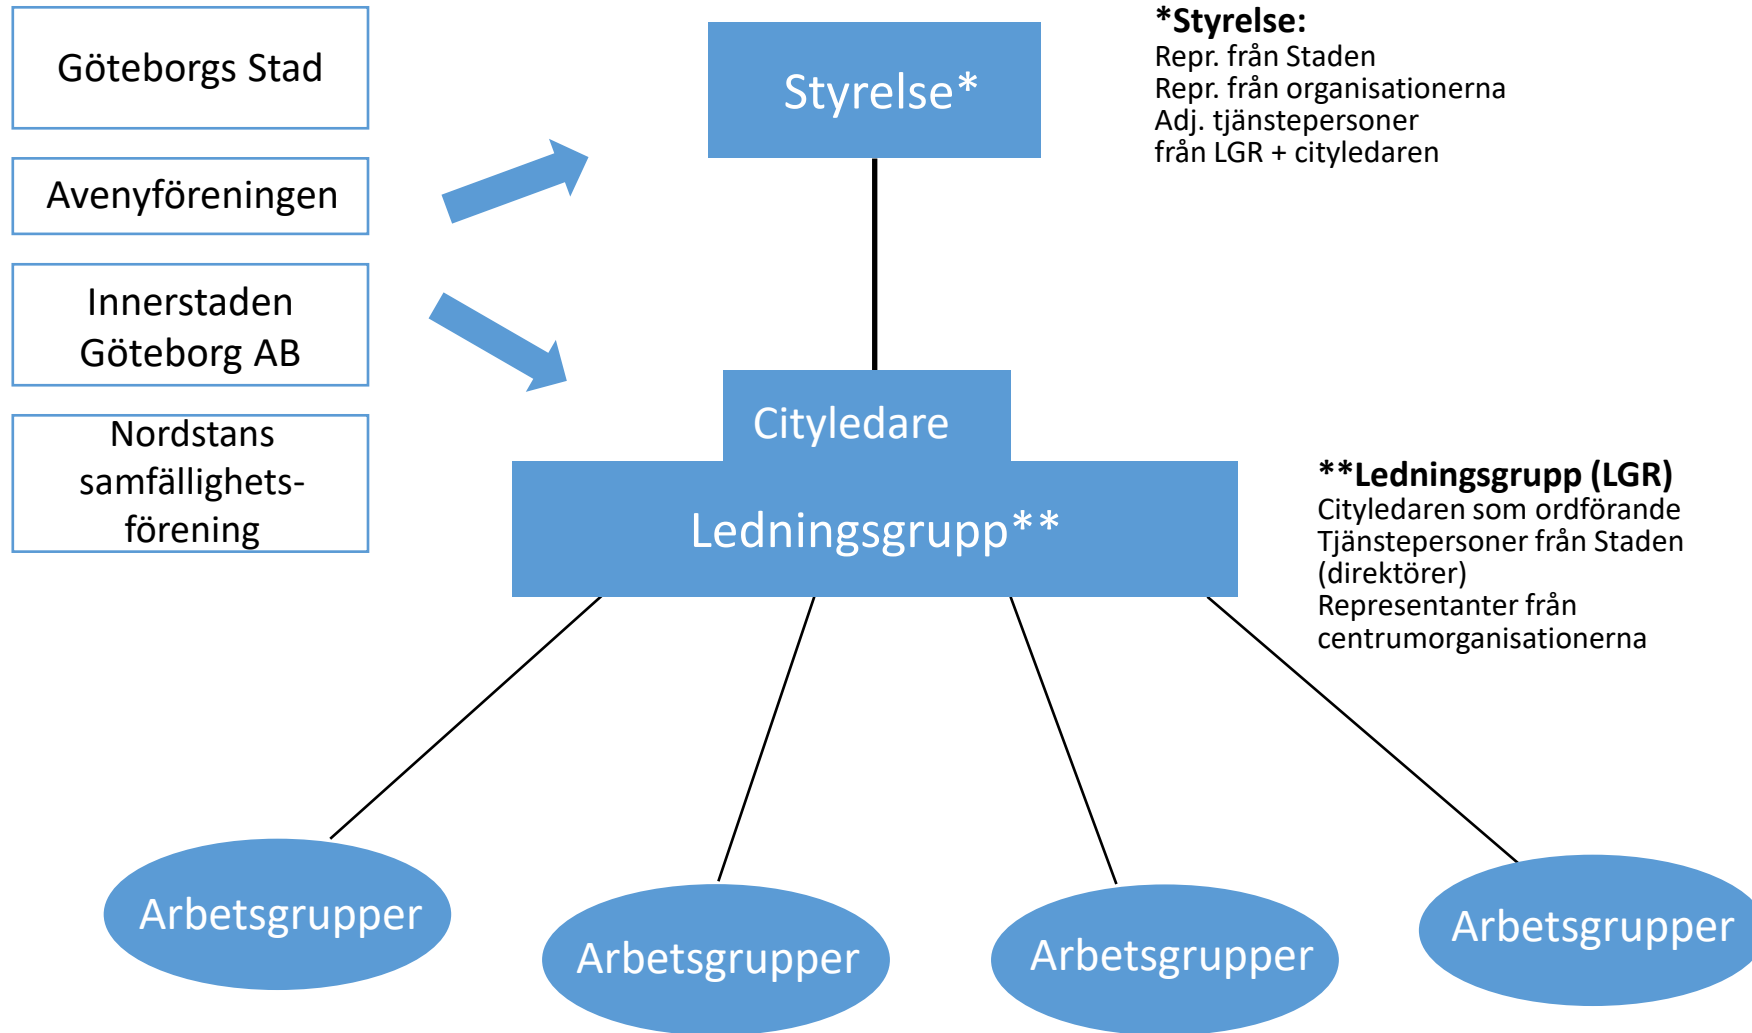 Göteborgs Stad
Avenyföreningen
Innerstaden
Göteborg AB
Nordstans
samfällighets-
förening
Styrelse*
*Styrelse:
Repr. från Staden
Repr. från organisationerna
Adj. tjänstepersoner
från LGR + cityledaren
Cityledare
Ledningsgrupp**
**Ledningsgrupp (LGR)
Cityledaren som ordförande
Tjänstepersoner från Staden
(direktörer)
Representanter från
centrumorganisationerna
Arbetsgrupper
Arbetsgrupper
Arbetsgrupper
Arbetsgrupper